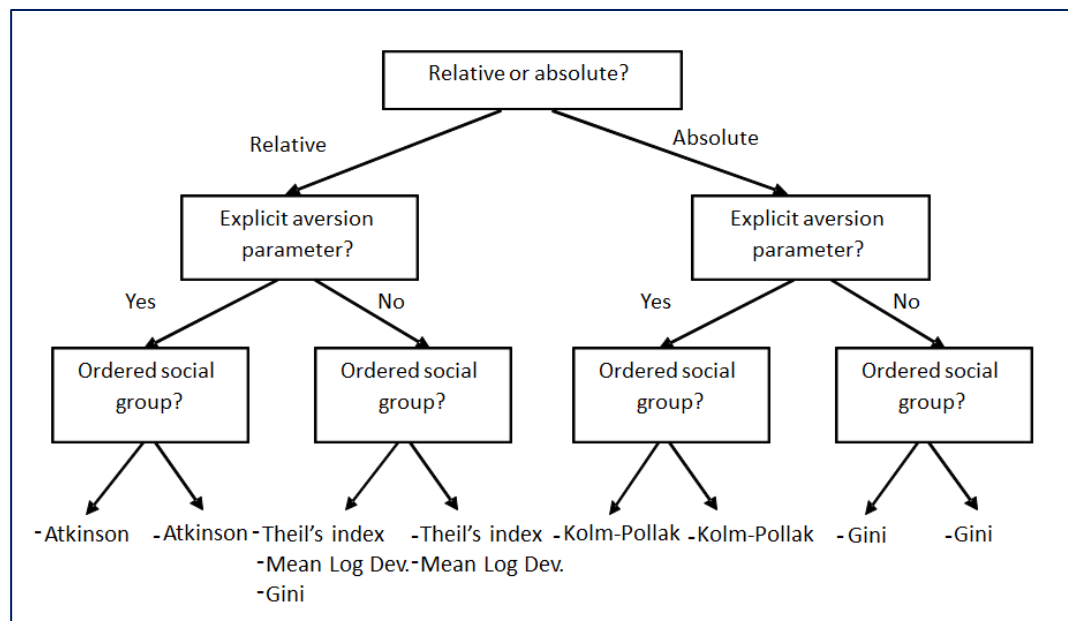 Relative or absolute?
Relative
Absolute
Explicit aversion
parameter?
Explicit aversion
parameter?
Yes
No
Yes
No
Ordered social
group?
Ordered social
group?
Ordered social
group?
Ordered social
group?
-Atkinson
-Atkinson
-Theil's index
-Mean Log Dev.
-Gini
-Theil's index
-Mean Log Dev.
-Kolm-Pollak
-Kolm-Pollak
-Gini
-Gini